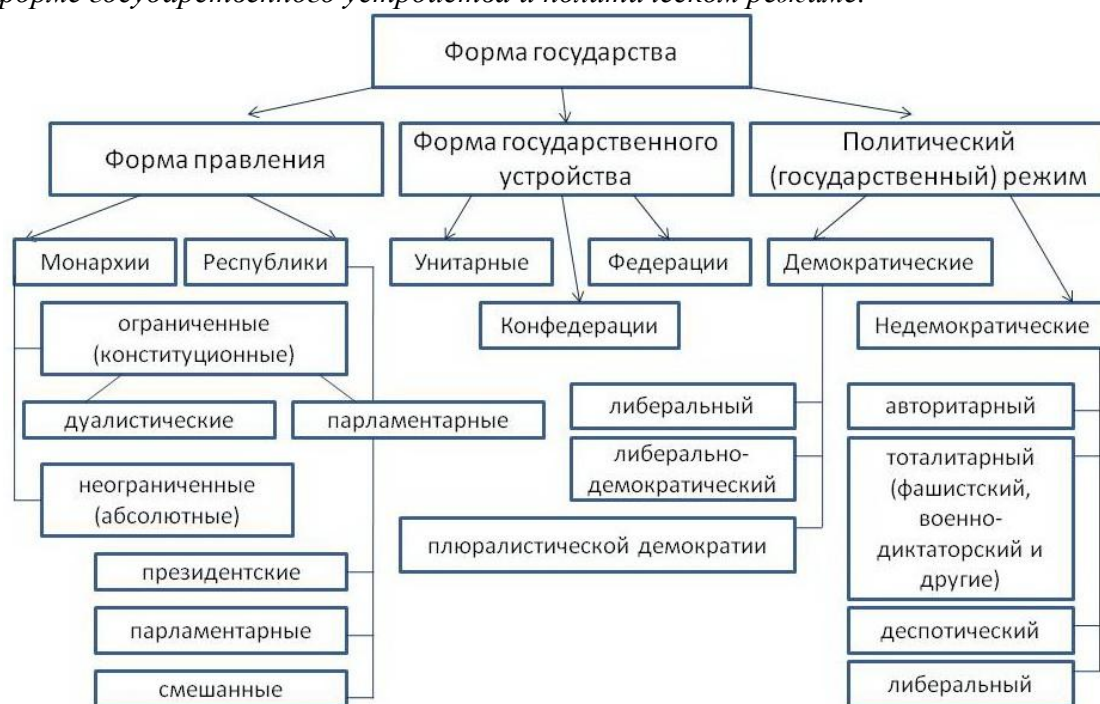 форме государственного устройства и политическом режиме.
Форма государства
Форма правления
Форма государственного
устройства
Политический
(государственный) режим
Монархии
Республики
Унитарные
Федерации
Демократические
Конфедерации
Недемократические
ограниченные
(конституционные)
дуалистические
парламентарные
неограниченные
(абсолютные)
президентские
парламентарные
смешанные
либеральный
либерально-
демократический
плюралистической демократии
авторитарный
тоталитарный
(фашистский,
военно-
диктаторский и
другие)
деспотический
либеральный